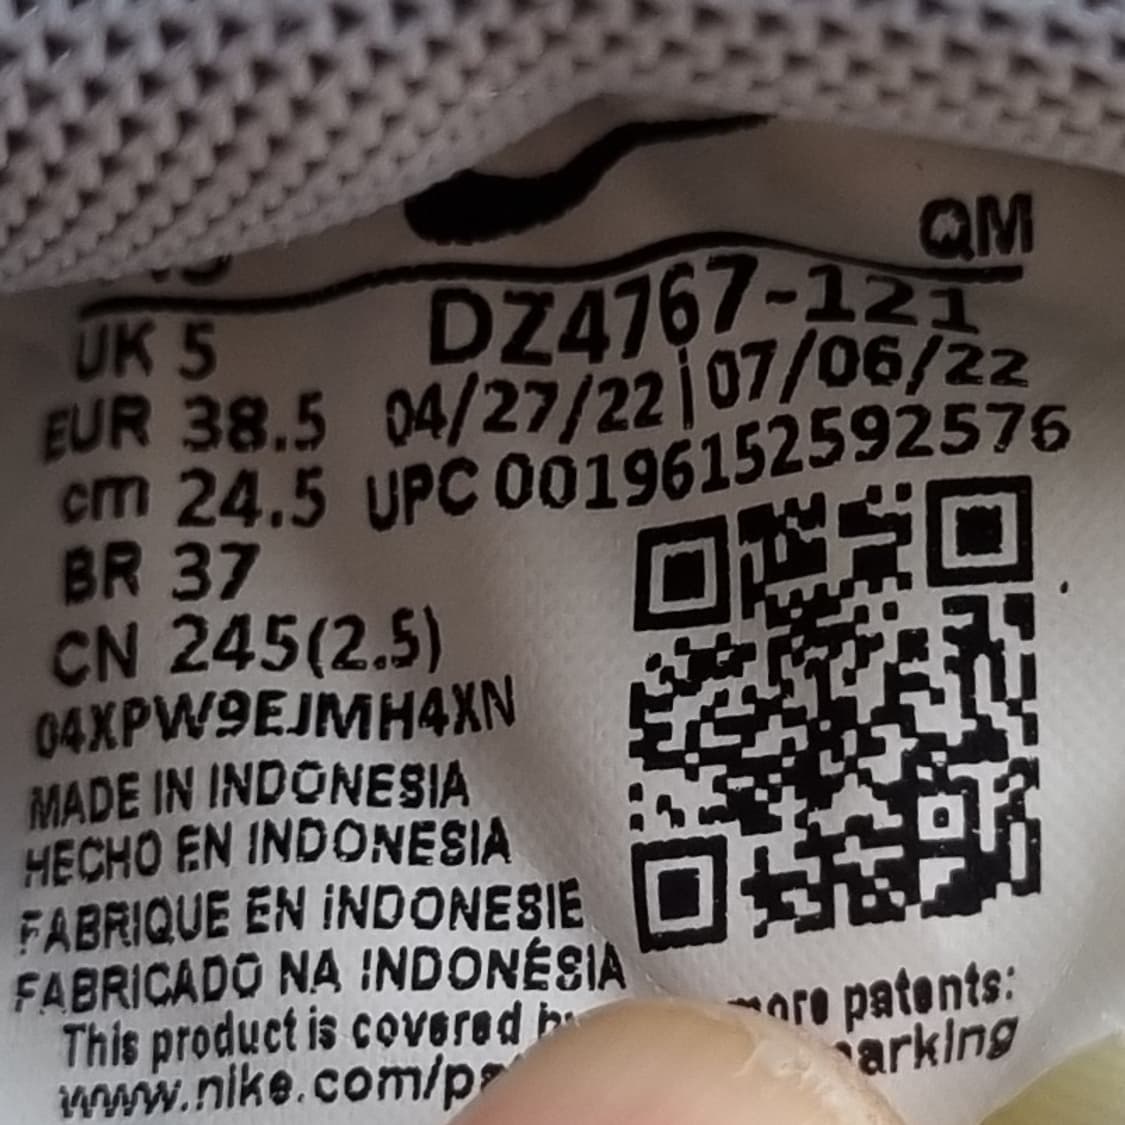 QM
UK 5 DZ4767-121
EUR 38.5 04/27/22 | 07/06/22
cm 24.5 UPC 00196152592576
BR 37
CN 245(2.5)
04XPW9EJMH4XN
MADE IN INDONESIA
HECHO EN INDONESIA
FABRIQUE EN INDONESIE
FABRICADO NA INDONÉSIA
This product is covered more patents:
www.nike.com/pa arking